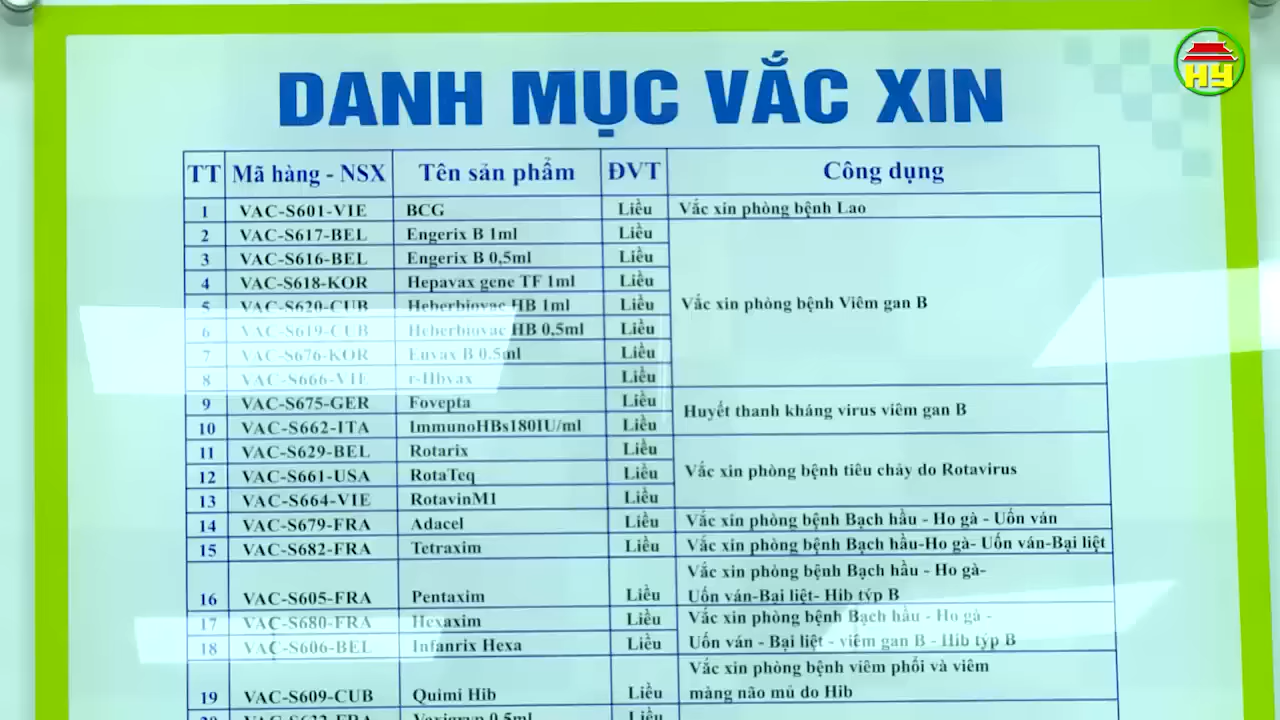 HY
DANH MỤC VẮC XIN
TT Mã hàng - NSX Tên sản phẩm ĐVT Công dụng
1 VAC-S601-VIE BCG Liều Vắc xin phòng bệnh Lao
2 VAC-S617-BEL Engerix B 1ml Liều
3 VAC-S616-BEL Engerix B 0,5ml Liều
4 VAC-S618-KOR Hepavax gene TF 1ml Liều
5 VAC-S620-CUB Heberbiovac HB 1ml Liều Vắc xin phòng bệnh Viêm gan B
6 VAC-S619-CUB Heberbiovac HB 0,5ml Liều
7 VAC-S676-KOR Euvax B 0.5ml Liều
8 VAC-S666-VIE r-Hbvax Liều
9 VAC-S675-GER Fovepta Liều Huyết thanh kháng virus viêm gan B
10 VAC-S662-ITA ImmunoHBs180IU/ml Liều
11 VAC-S629-BEL Rotarix Liều
12 VAC-S661-USA RotaTeq Liều Vắc xin phòng bệnh tiêu chảy do Rotavirus
13 VAC-S664-VIE RotavinM1 Liều
14 VAC-S679-FRA Adacel Liều Vắc xin phòng bệnh Bạch hầu - Ho gà - Uốn ván
15 VAC-S682-FRA Tetraxim Liều Vắc xin phòng bệnh Bạch hầu-Ho gà- Uốn ván-Bại liệt
Vắc xin phòng bệnh Bạch hầu - Ho gà-
16 VAC-S605-FRA Pentaxim Liều Uốn ván-Bại liệt- Hib týp B
17 VAC-S680-FRA Hexaxim Liều Vắc xin phòng bệnh Bạch hầu - Ho gà -
18 VAC-S606-BEL Infanrix Hexa Liều Uốn ván - Bại liệt - viêm gan B - Hib týp B
Vắc xin phòng bệnh viêm phổi và viêm
19 VAC-S609-CUB Quimi Hib Liều màng não mủ do Hib